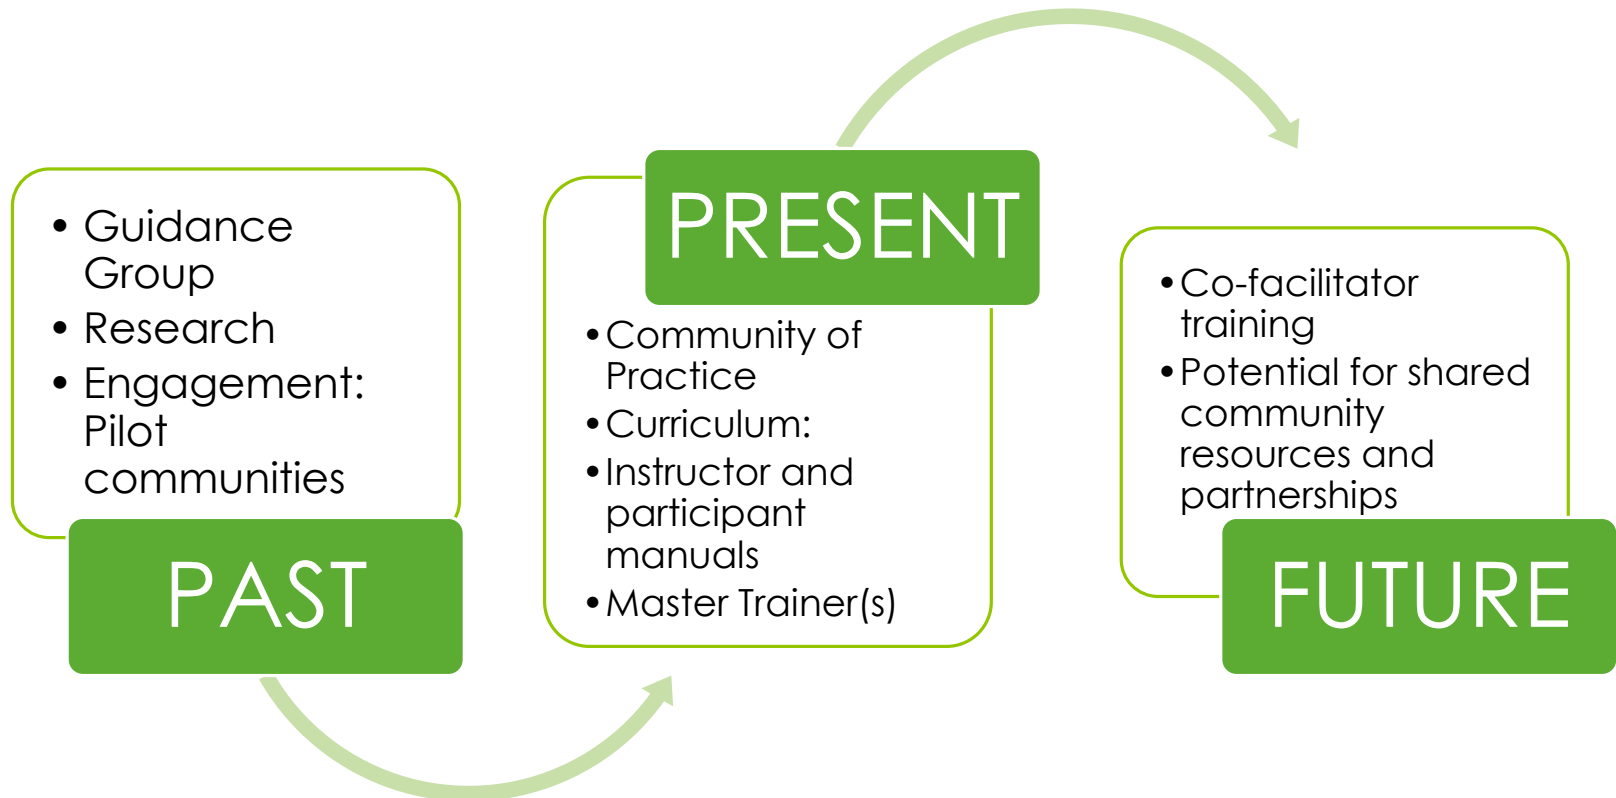 • Guidance
Group
• Research
• Engagement:
Pilot
communities
PAST
PRESENT
• Community of
Practice
• Curriculum:
• Instructor and
participant
manuals
• Master Trainer(s)
• Co-facilitator
training
• Potential for shared
community
resources and
partnerships
FUTURE